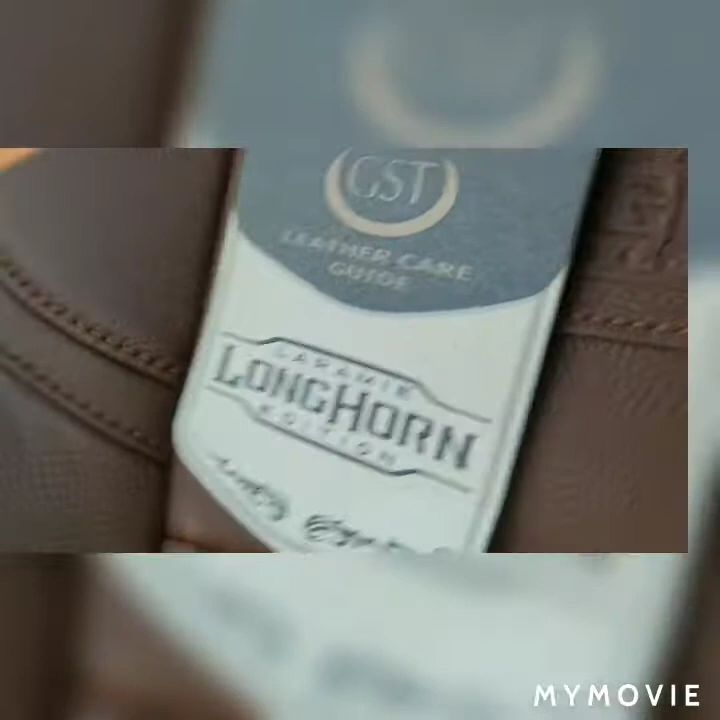 GST
LEATHER CARE
GUIDE
LARAMIE
LONGHORN
EDITION
MYMOVIE